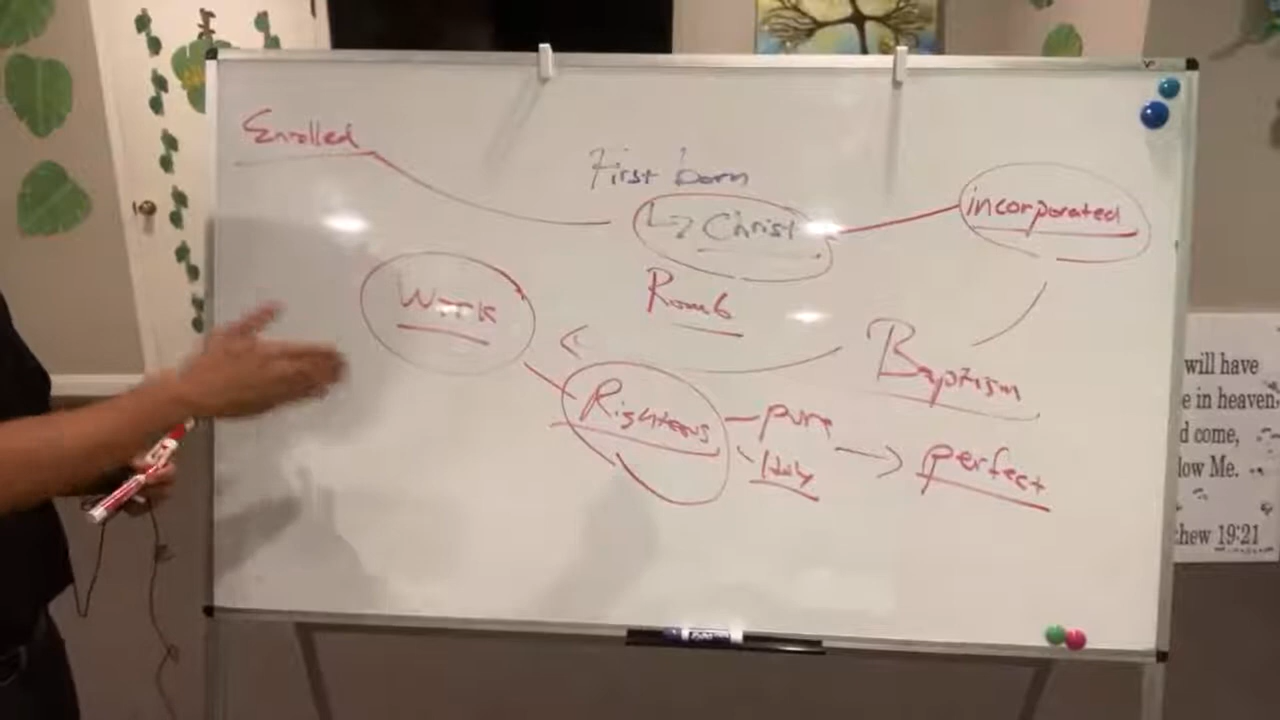 Enrolled
First born
↳ Christ
incorporated
Work
Rom 6
Baptism
Righteous
pure
Holy
perfect
will have
e in heaven.
d come,
low Me.
hew 19:21